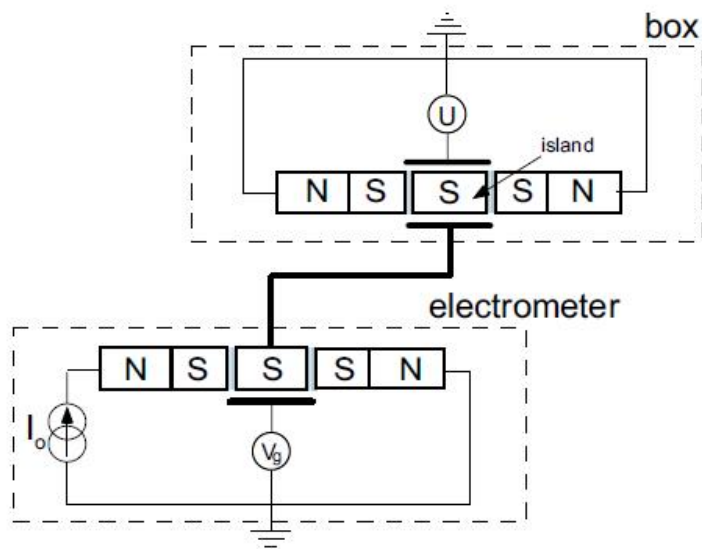 box
U
island
N S S S N
electrometer
N S S S N
Io
Vg